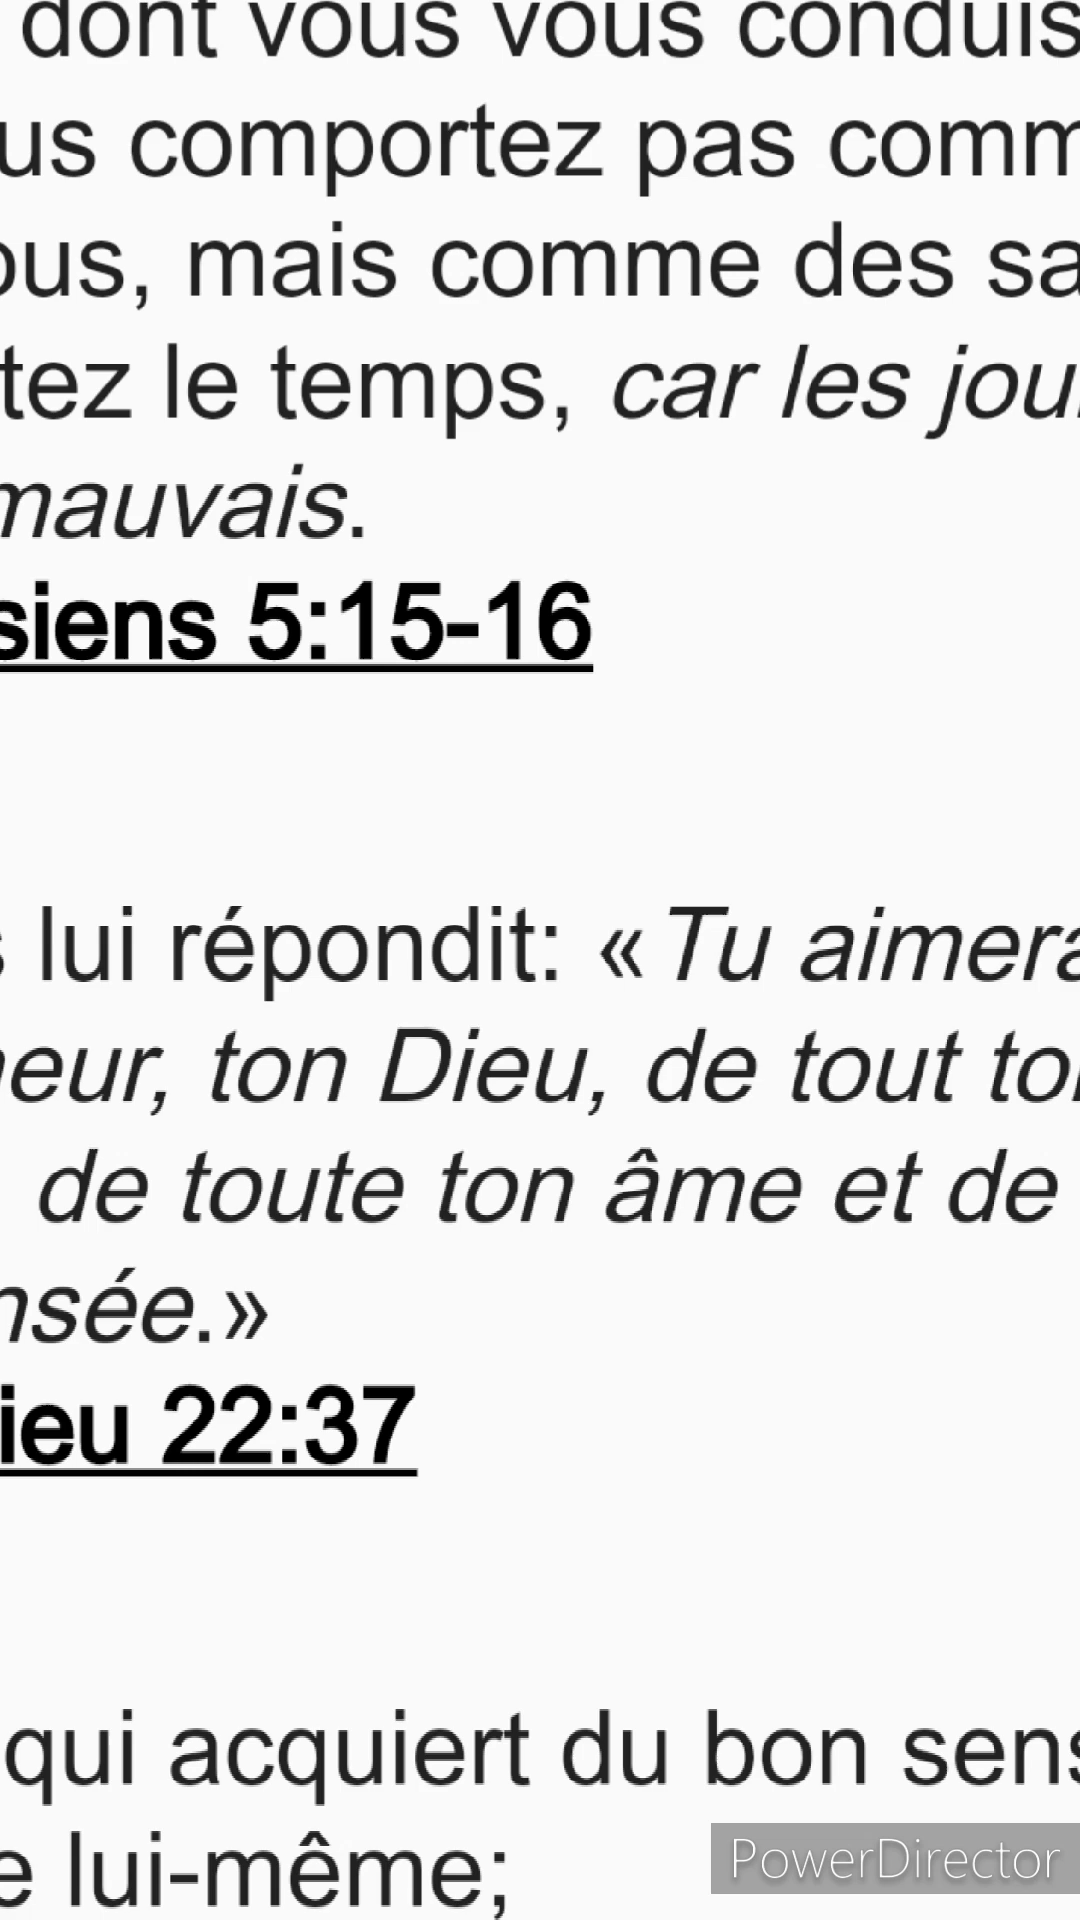 dont vous vous conduis
us comportez pas comm
ous, mais comme des sa
tez le temps, car les jou
mauvais.
siens 5:15-16
s lui répondit: «Tu aimera
neur, ton Dieu, de tout ton
de toute ton âme et de
nsée.»
ieu 22:37
qui acquiert du bon sens
e lui-même;
PowerDirector